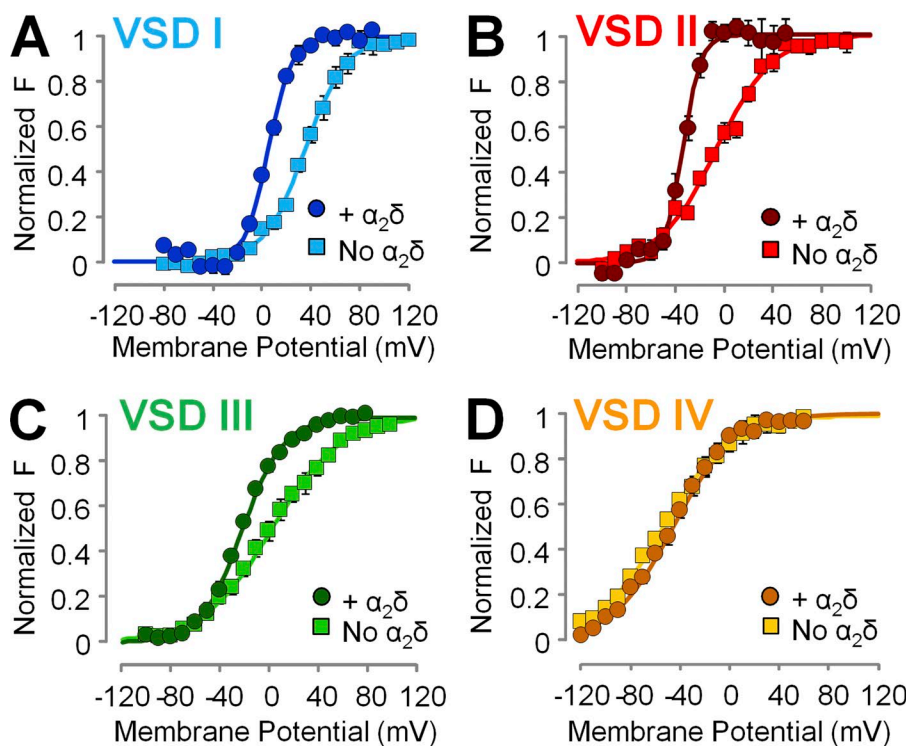 A VSD I
Normalized F
1
0.8
0.6
0.4
0.2
0
+ α₂δ
No α₂δ
-120 -80 -40 0 40 80 120
Membrane Potential (mV)
B VSD II
Normalized F
1
0.8
0.6
0.4
0.2
0
+ α₂δ
No α₂δ
-120 -80 -40 0 40 80 120
Membrane Potential (mV)
C VSD III
Normalized F
1
0.8
0.6
0.4
0.2
0
+ α₂δ
No α₂δ
-120 -80 -40 0 40 80 120
Membrane Potential (mV)
D VSD IV
Normalized F
1
0.8
0.6
0.4
0.2
0
+ α₂δ
No α₂δ
-120 -80 -40 0 40 80 120
Membrane Potential (mV)